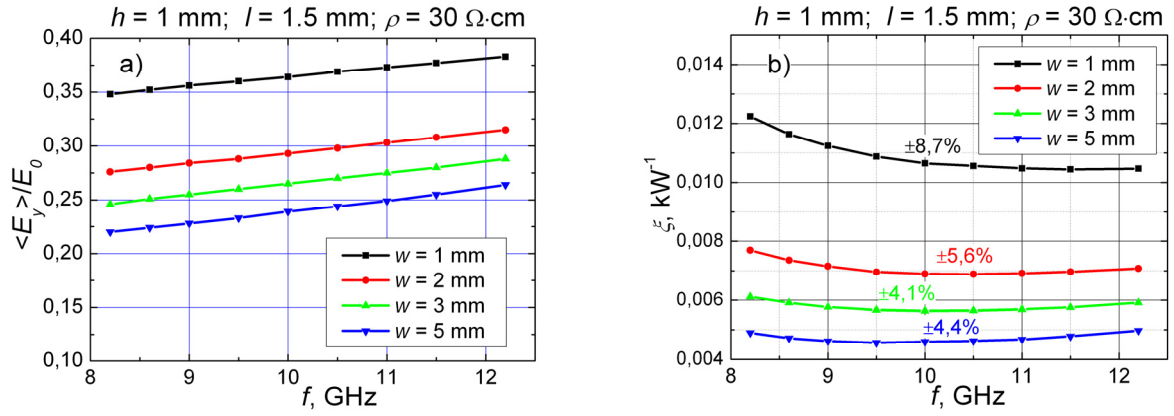 h = 1 mm; l = 1.5 mm; ρ = 30 Ω·cm
a)
<E_y>/E_0
0,40
0,35
0,30
0,25
0,20
0,15
0,10
w = 1 mm
w = 2 mm
w = 3 mm
w = 5 mm
8 9 10 11 12
f, GHz
h = 1 mm; l = 1.5 mm; ρ = 30 Ω·cm
b)
ξ, kW⁻¹
0,014
0,012
0,010
0,008
0,006
0,004
w = 1 mm
w = 2 mm
w = 3 mm
w = 5 mm
±8,7%
±5,6%
±4,1%
±4,4%
8 9 10 11 12
f, GHz